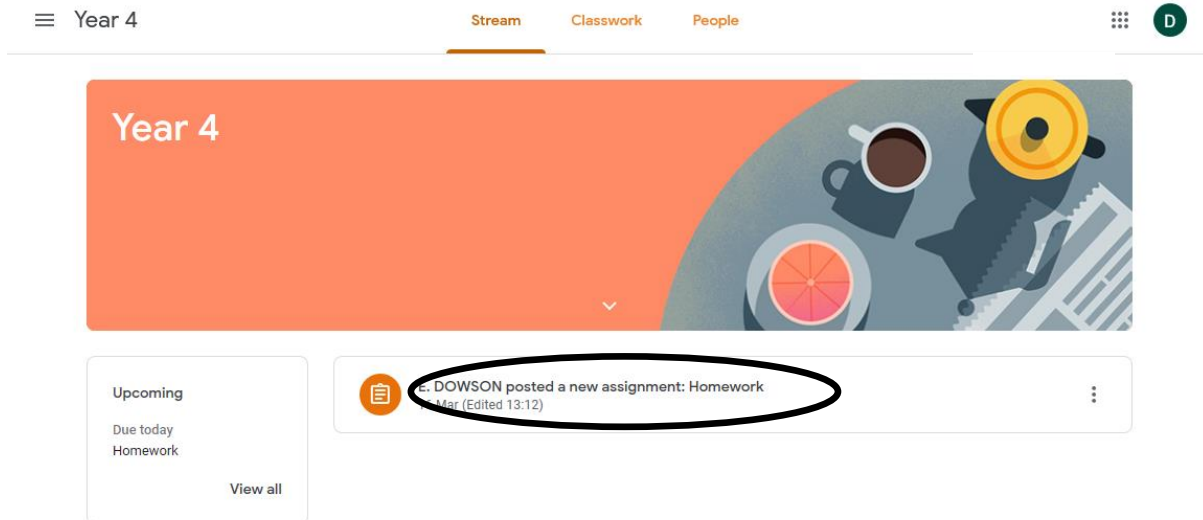 Year 4
Stream
Classwork
People
D
Year 4
Upcoming
Due today
Homework
View all
E. DOWSON posted a new assignment: Homework
Mar (Edited 13:12)